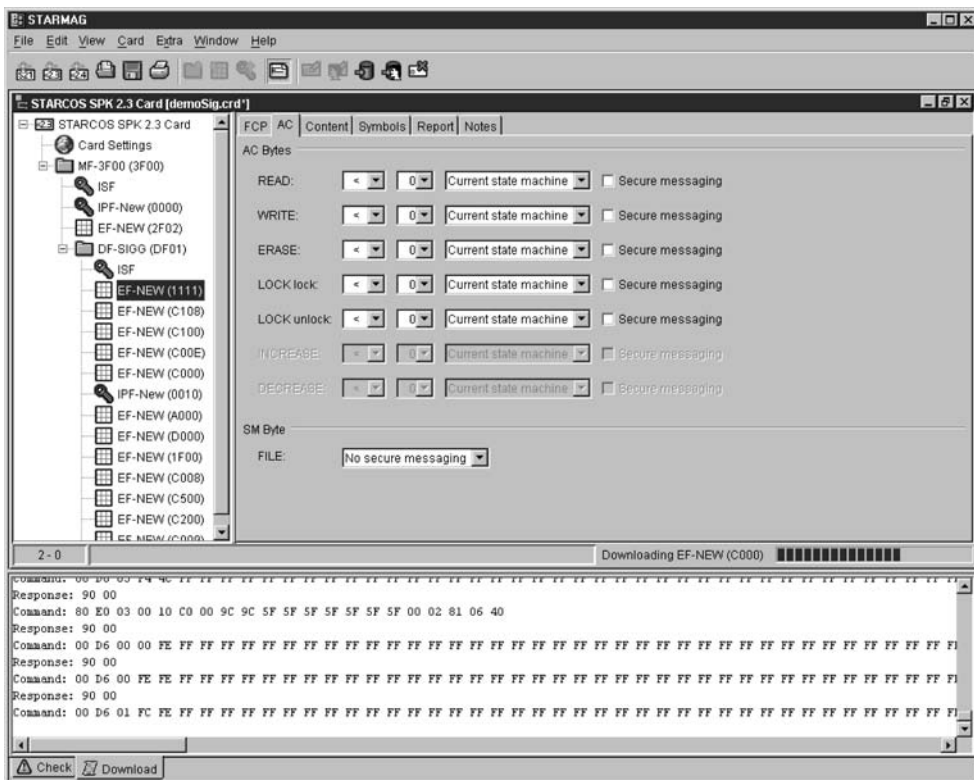 STARMAG
File Edit View Card Extra Window Help
STARCOS SPK 2.3 Card [demoSig.crd*]
STARCOS SPK 2.3 Card
Card Settings
MF-3F00 (3F00)
ISF
IPF-New (0000)
EF-NEW (2F02)
DF-SIGG (DF01)
ISF
EF-NEW (1111)
EF-NEW (C108)
EF-NEW (C100)
EF-NEW (C00E)
EF-NEW (C000)
IPF-New (0010)
EF-NEW (A000)
EF-NEW (D000)
EF-NEW (1F00)
EF-NEW (C008)
EF-NEW (C500)
EF-NEW (C200)
FCP AC Content Symbols Report Notes
AC Bytes
READ: < 0 Current state machine Secure messaging
WRITE: < 0 Current state machine Secure messaging
ERASE: < 0 Current state machine Secure messaging
LOCK lock: < 0 Current state machine Secure messaging
LOCK unlock: < 0 Current state machine Secure messaging
INCREASE: < 0 Current state machine Secure messaging
DECREASE: < 0 Current state machine Secure messaging
SM Byte
FILE: No secure messaging
2 - 0
Downloading EF-NEW (C000)
Response: 90 00
Command: 80 E0 03 00 10 C0 00 9C 9C 5F 5F 5F 5F 5F 5F 5F 00 02 81 06 40
Response: 90 00
Command: 00 D6 00 00 FE FF FF FF FF FF FF FF FF FF FF FF FF FF FF FF FF FF FF FF FF FF FF FF FF FF FF FF FF FF
Response: 90 00
Command: 00 D6 00 FE FE FF FF FF FF FF FF FF FF FF FF FF FF FF FF FF FF FF FF FF FF FF FF FF FF FF FF FF FF FF
Response: 90 00
Command: 00 D6 01 FC FE FF FF FF FF FF FF FF FF FF FF FF FF FF FF FF FF FF FF FF FF FF FF FF FF FF FF FF FF FF
Check Download